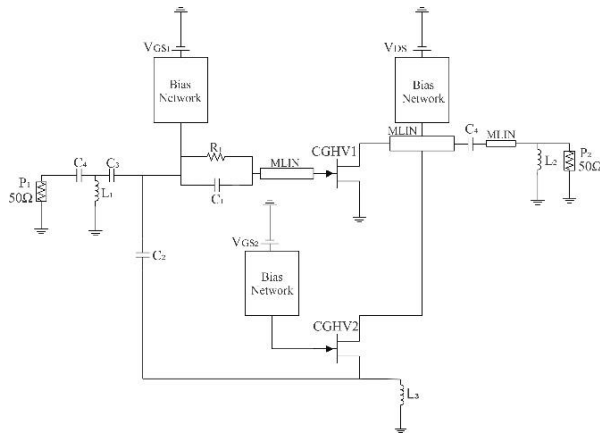 VGS1
VDS
Bias
Network
Bias
Network
R1
C1
MLIN
CGHV1
MLIN
C4
MLIN
L2
P2
50Ω
P1
50Ω
C4
C3
L1
C2
VGS2
Bias
Network
CGHV2
L3